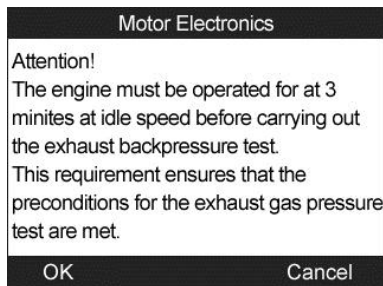 Motor Electronics
Attention!
The engine must be operated for at 3
minites at idle speed before carrying out
the exhaust backpressure test.
This requirement ensures that the
preconditions for the exhaust gas pressure
test are met.
OK Cancel